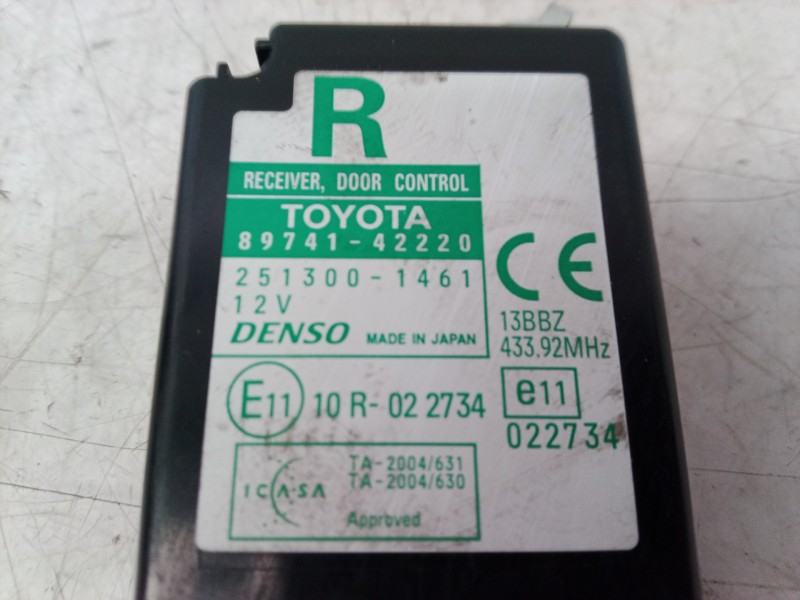 R
RECEIVER, DOOR CONTROL
TOYOTA
89741-42220
251300-1461
12V
DENSO MADE IN JAPAN
CE
13BBZ
433.92MHz
E11 10 R-02 2734
e11
022734
ICASA
TA-2004/631
TA-2004/630
Approved